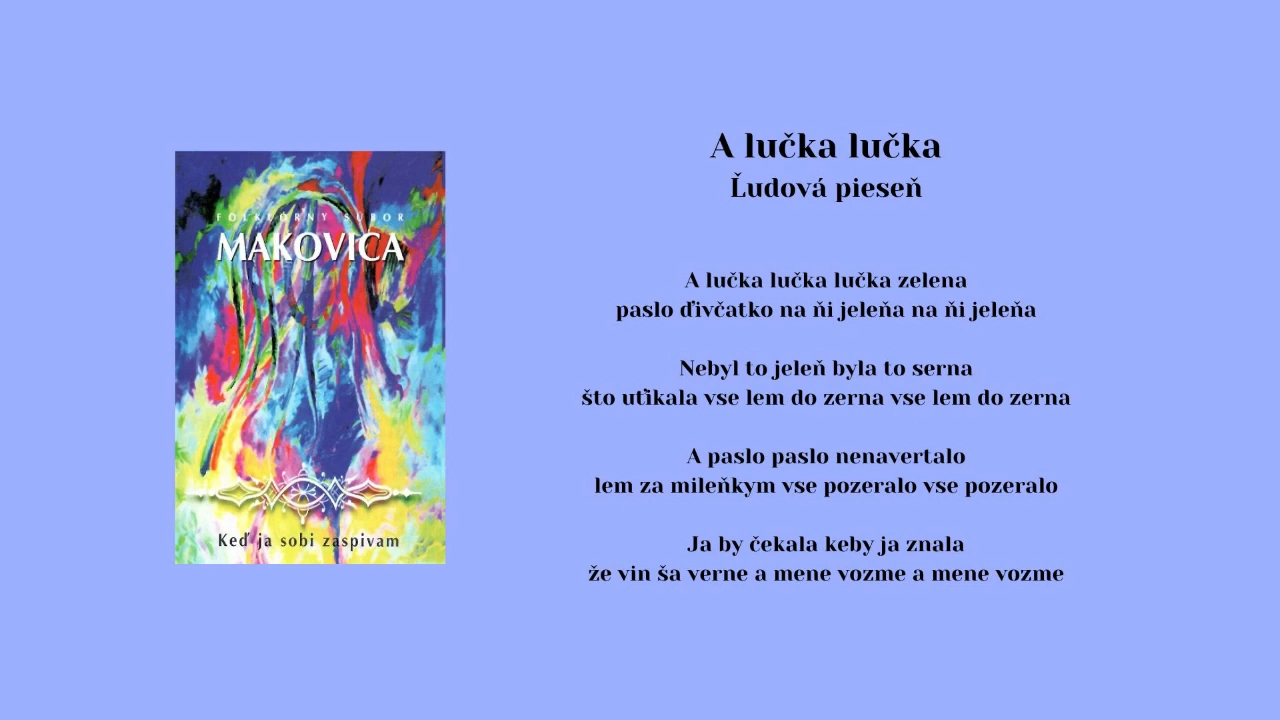 FOLKLÓRNY SÚBOR
MAKOVICA
Keď ja sobi zaspivam
A lučka lučka
Ľudová pieseň
A lučka lučka lučka zelena
paslo ďivčatko na ňi jeleňa na ňi jeleňa
Nebyl to jeleň byla to serna
što uťikala vse lem do zerna vse lem do zerna
A paslo paslo nenavertalo
lem za mileňkym vse pozeralo vse pozeralo
Ja by čekala keby ja znala
že vin ša verne a mene vozme a mene vozme